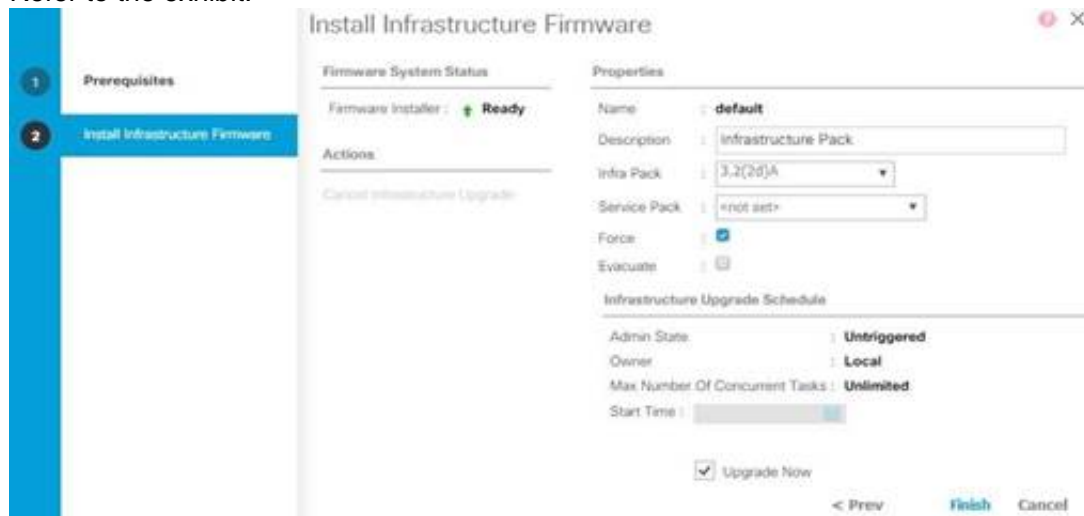 Refer to the exhibit.
Install Infrastructure Firmware
1 Prerequisites
2 Install Infrastructure Firmware
Firmware System Status
Firmware Installer : Ready
Actions
Cancel Infrastructure Upgrade
Properties
Name : default
Description : Infrastructure Pack
Infra Pack : 3.2(2d)A
Service Pack : <not set>
Force :
Evacuate :
Infrastructure Upgrade Schedule
Admin State : Untriggered
Owner : Local
Max Number Of Concurrent Tasks : Unlimited
Start Time :
Upgrade Now
< Prev Finish Cancel